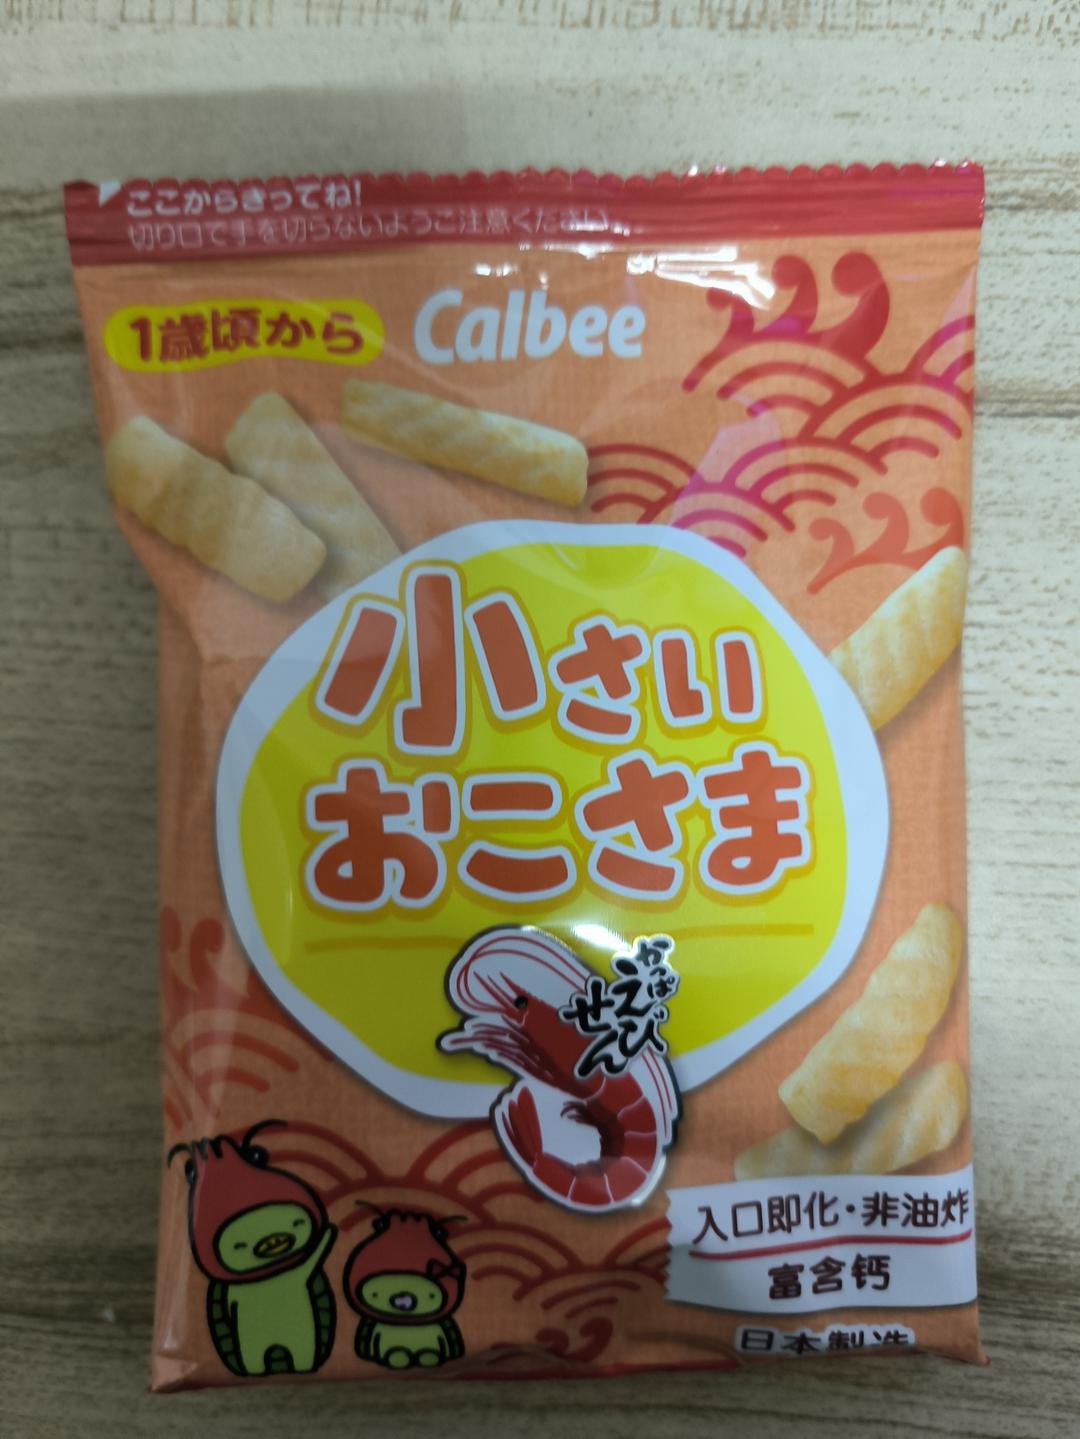 ここからきってね!
切り口で手を切らないようご注意ください。
1歳頃から
Calbee
小さい
おこさま
かっぱ
えび
せん
入口即化・非油炸
富含钙
日本製造